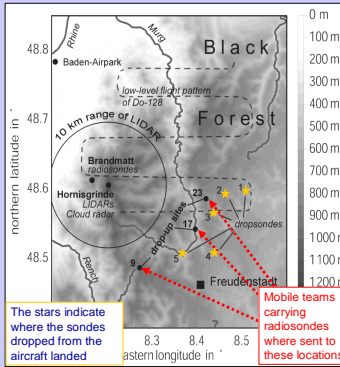 0 m
100 m
200 m
300 m
400 m
500 m
600 m
700 m
800 m
900 m
1000 m
1100 m
1200 m
48.8
48.7
48.6
48.5
northern latitude in °
Rhine
Murg
Baden-Airpark
Black
low-level flight pattern
of Do-128
Forest
10 km range of LIDAR
Brandmatt
radiosondes
Hornisgrinde
LIDARs
Cloud radar
23
2
1
3
dropsondes
17
drop-up sites
5
4
9
Rench
Freudenstadt
8.3 8.4 8.5
eastern longitude in °
The stars indicate
where the sondes
dropped from the
aircraft landed
Mobile teams
carrying
radiosondes
where sent to
these locations